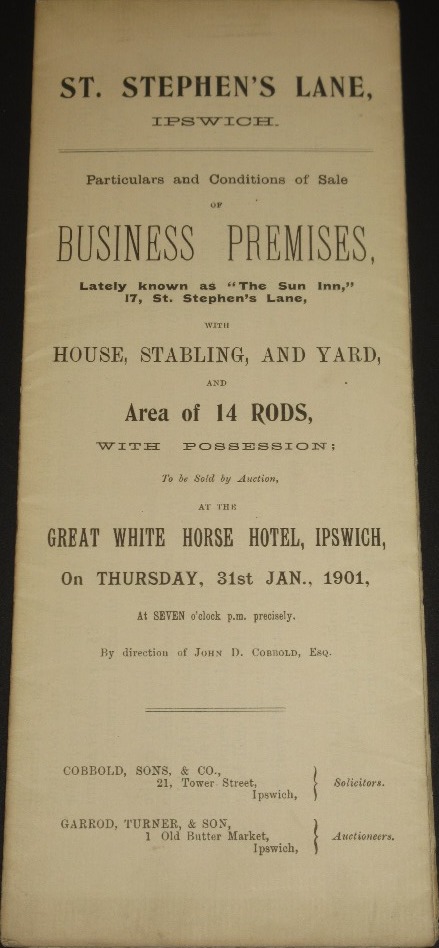 ST. STEPHEN'S LANE,
IPSWICH.
Particulars and Conditions of Sale
OF
BUSINESS PREMISES,
Lately known as "The Sun Inn,"
17, St. Stephen's Lane,
WITH
HOUSE, STABLING, AND YARD,
AND
Area of 14 RODS,
WITH POSSESSION;
To be Sold by Auction,
AT THE
GREAT WHITE HORSE HOTEL, IPSWICH,
On THURSDAY, 31st JAN., 1901,
At SEVEN o'clock p.m. precisely.
By direction of JOHN D. COBBOLD, ESQ.
COBBOLD, SONS, & CO.,
21, Tower Street, } Solicitors.
Ipswich,
GARROD, TURNER, & SON,
1 Old Butter Market, } Auctioneers.
Ipswich,